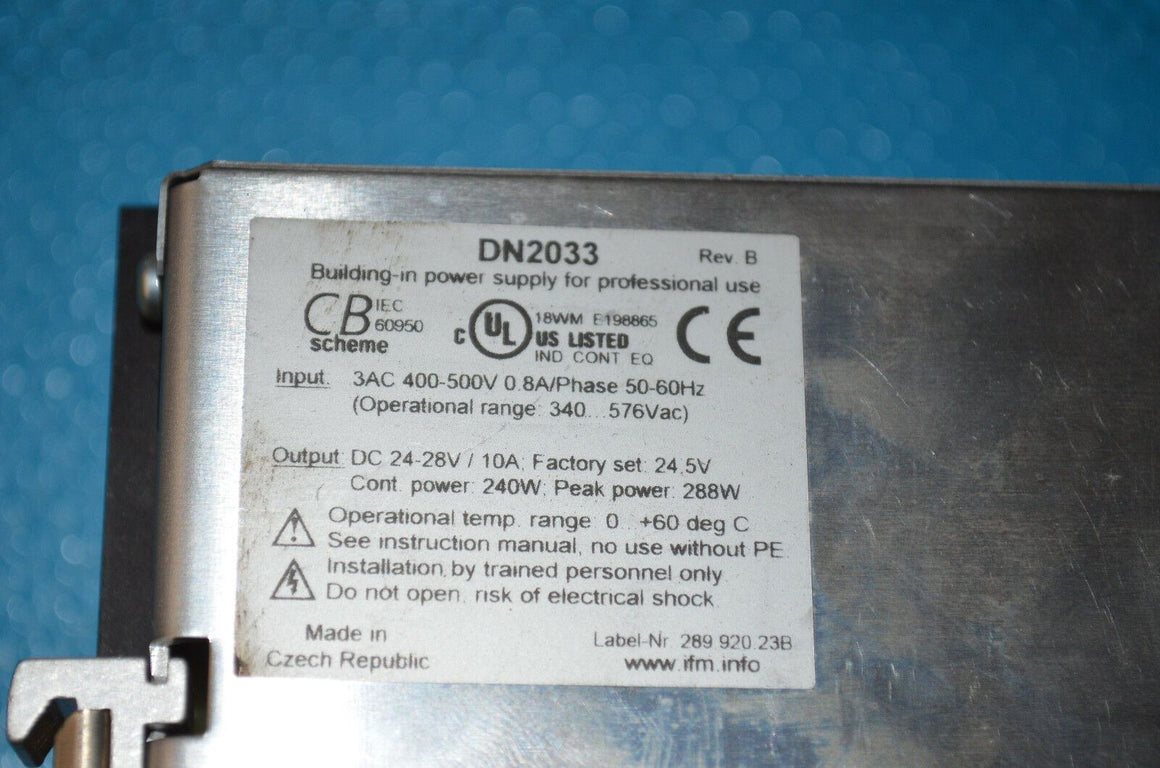 DN2033 Rev. B
Building-in power supply for professional use
CB IEC
60950
scheme
c UL 18WM E198865
US LISTED
IND CONT EQ
CE
Input: 3AC 400-500V 0.8A/Phase 50-60Hz
(Operational range: 340...576Vac)
Output: DC 24-28V / 10A; Factory set: 24.5V
Cont. power: 240W; Peak power: 288W
Operational temp. range 0...+60 deg C
See instruction manual, no use without PE
Installation by trained personnel only
Do not open, risk of electrical shock
Made in
Czech Republic
Label-Nr 289.920.23B
www.ifm.info